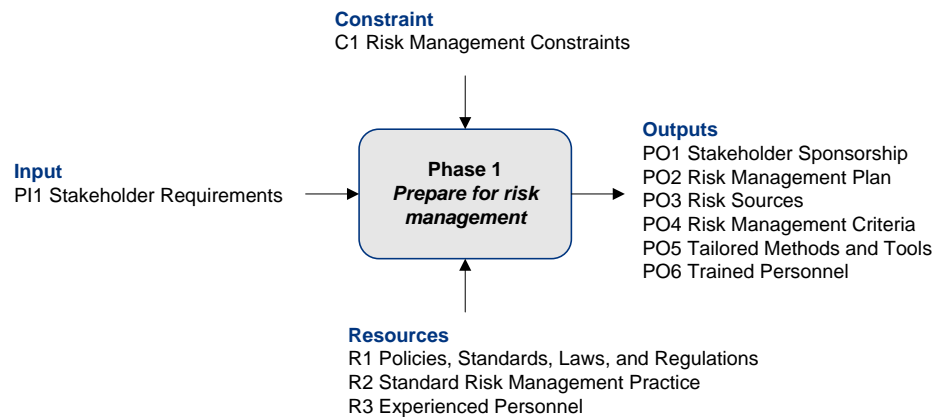 Constraint
C1 Risk Management Constraints
Input
PI1 Stakeholder Requirements
Phase 1
Prepare for risk
management
Outputs
PO1 Stakeholder Sponsorship
PO2 Risk Management Plan
PO3 Risk Sources
PO4 Risk Management Criteria
PO5 Tailored Methods and Tools
PO6 Trained Personnel
Resources
R1 Policies, Standards, Laws, and Regulations
R2 Standard Risk Management Practice
R3 Experienced Personnel